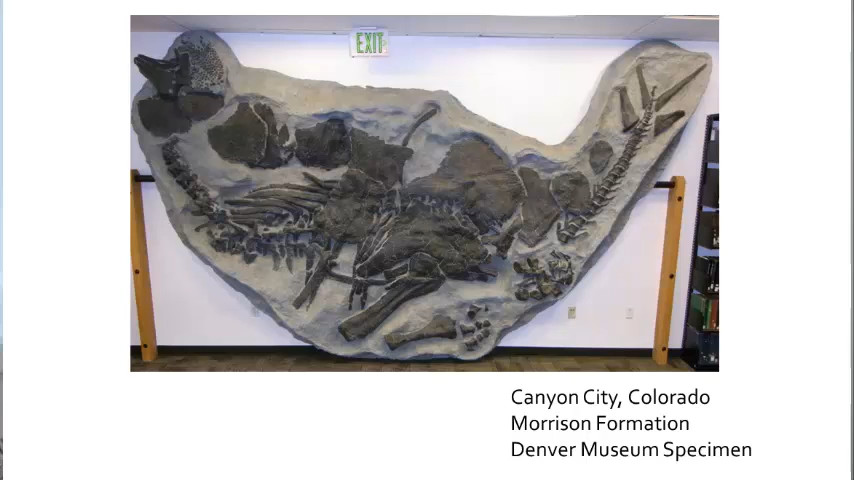 EXIT
Canyon City, Colorado
Morrison Formation
Denver Museum Specimen